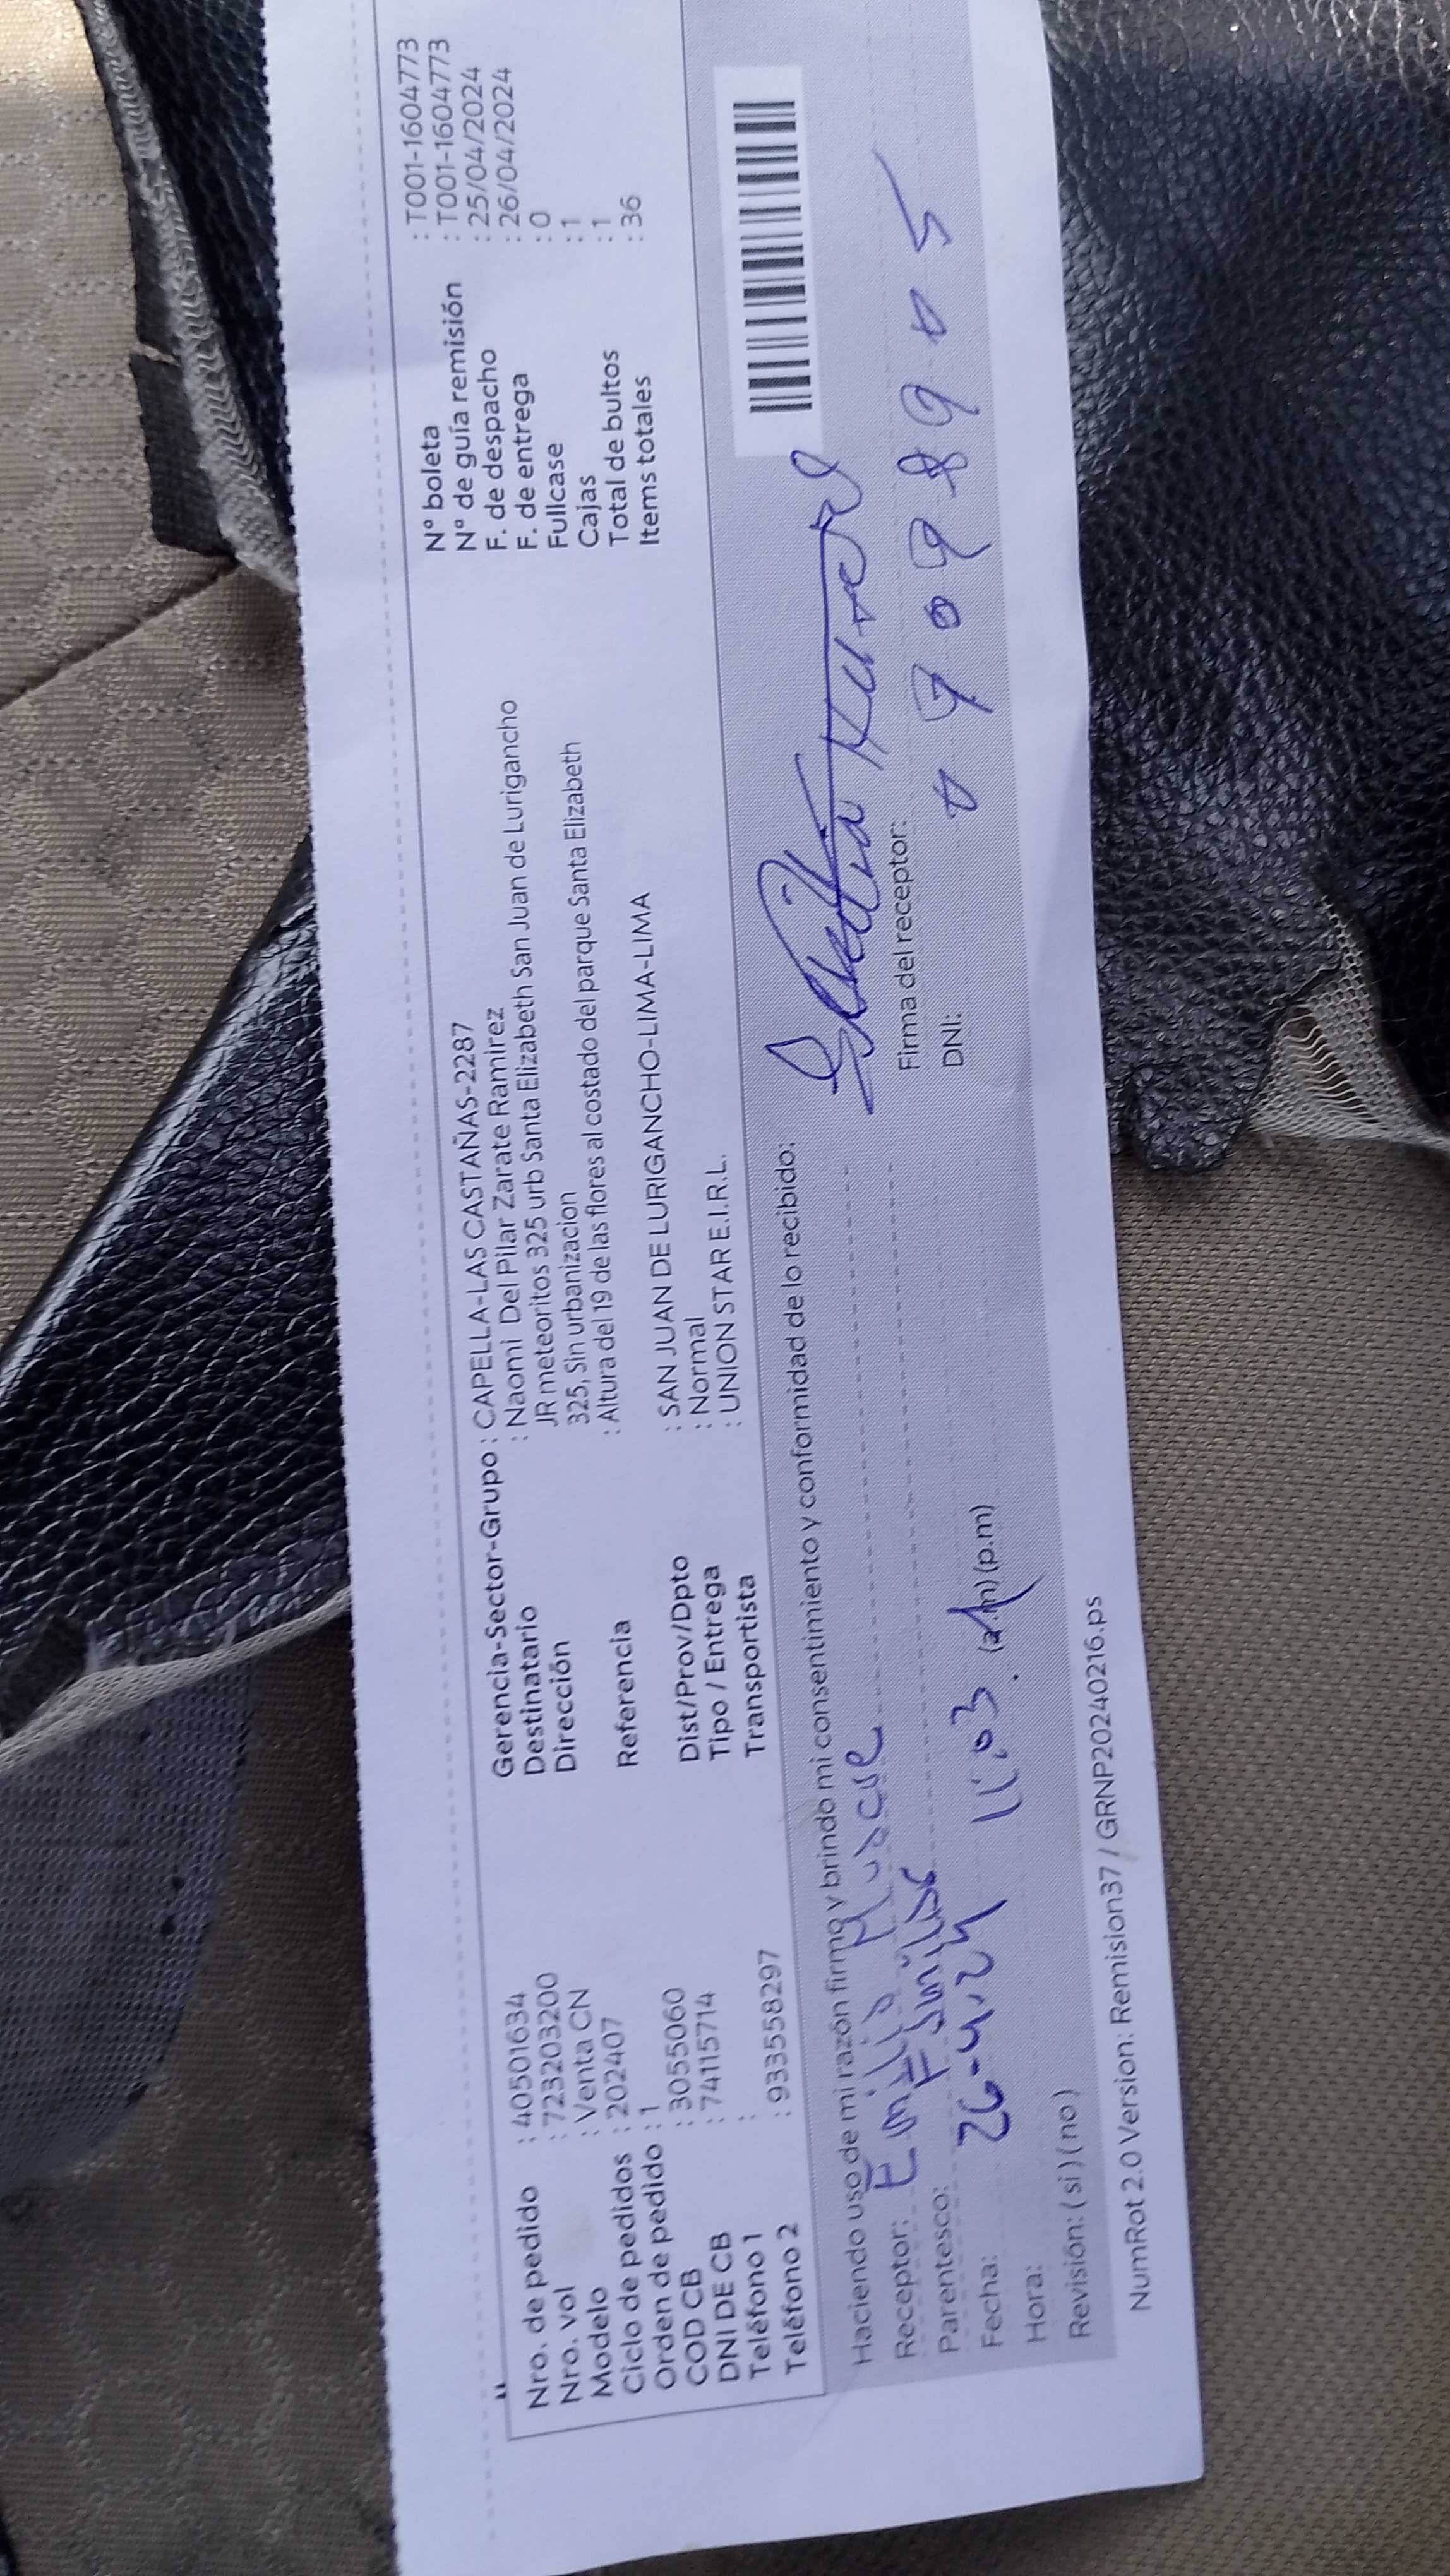 Nro. de pedido : 40501634
Nro. vol : 723203200
Modelo : Venta CN
Ciclo de pedidos : 202407
Orden de pedido : 1
COD CB : 3055060
DNI DE CB : 74115714
Teléfono 1 :
Teléfono 2 : 933558297
Gerencia-Sector-Grupo : CAPELLA-LAS CASTAÑAS-2287
Destinatario : Naomi Del Pilar Zarate Ramirez
Dirección JR meteoritos 325 urb Santa Elizabeth San Juan de Lurigancho
325, Sin urbanizacion
Referencia : Altura del 19 de las flores al costado del parque Santa Elizabeth
Dist/Prov/Dpto : SAN JUAN DE LURIGANCHO-LIMA-LIMA
Tipo / Entrega : Normal
Transportista : UNION STAR E.I.R.L.
N° boleta : T001-1604773
N° de guía remisión : T001-1604773
F. de despacho : 25/04/2024
F. de entrega : 26/04/2024
Fullcase : 0
Cajas : 1
Total de bultos : 1
Items totales : 36
Haciendo uso de mi razón firmo y brindo mi consentimiento y conformidad de lo recibido:
Receptor: Emilio
Parentesco:
Fecha: 26-4-24
Hora: 11:03. (a.m) (p.m)
Revisión: ( si ) ( no )
Firma del receptor:
DNI:
NumRot 2.0 Version: Remision37 / GRNP20240216.ps